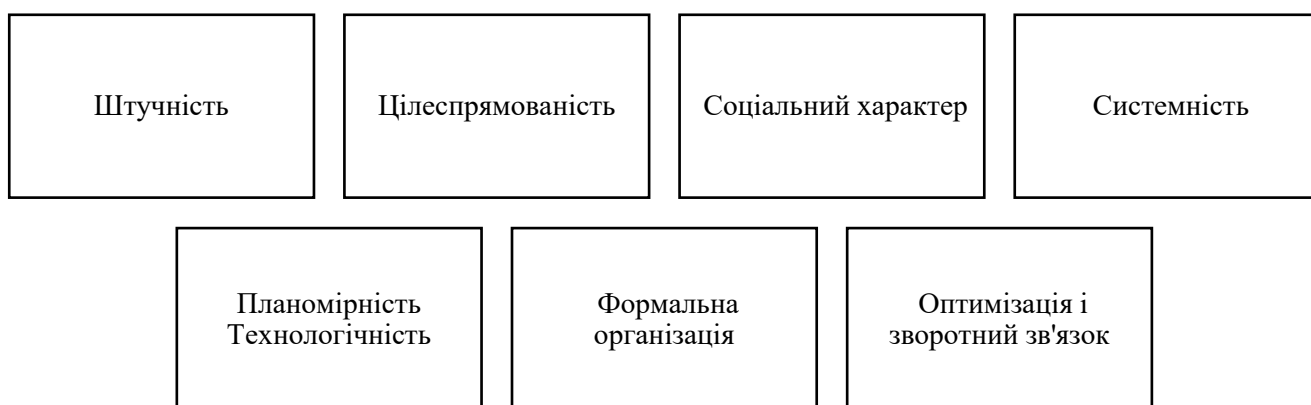 Штучність
Цілеспрямованість
Соціальний характер
Системність
Планомірність
Технологічність
Формальна
організація
Оптимізація і
зворотний зв'язок